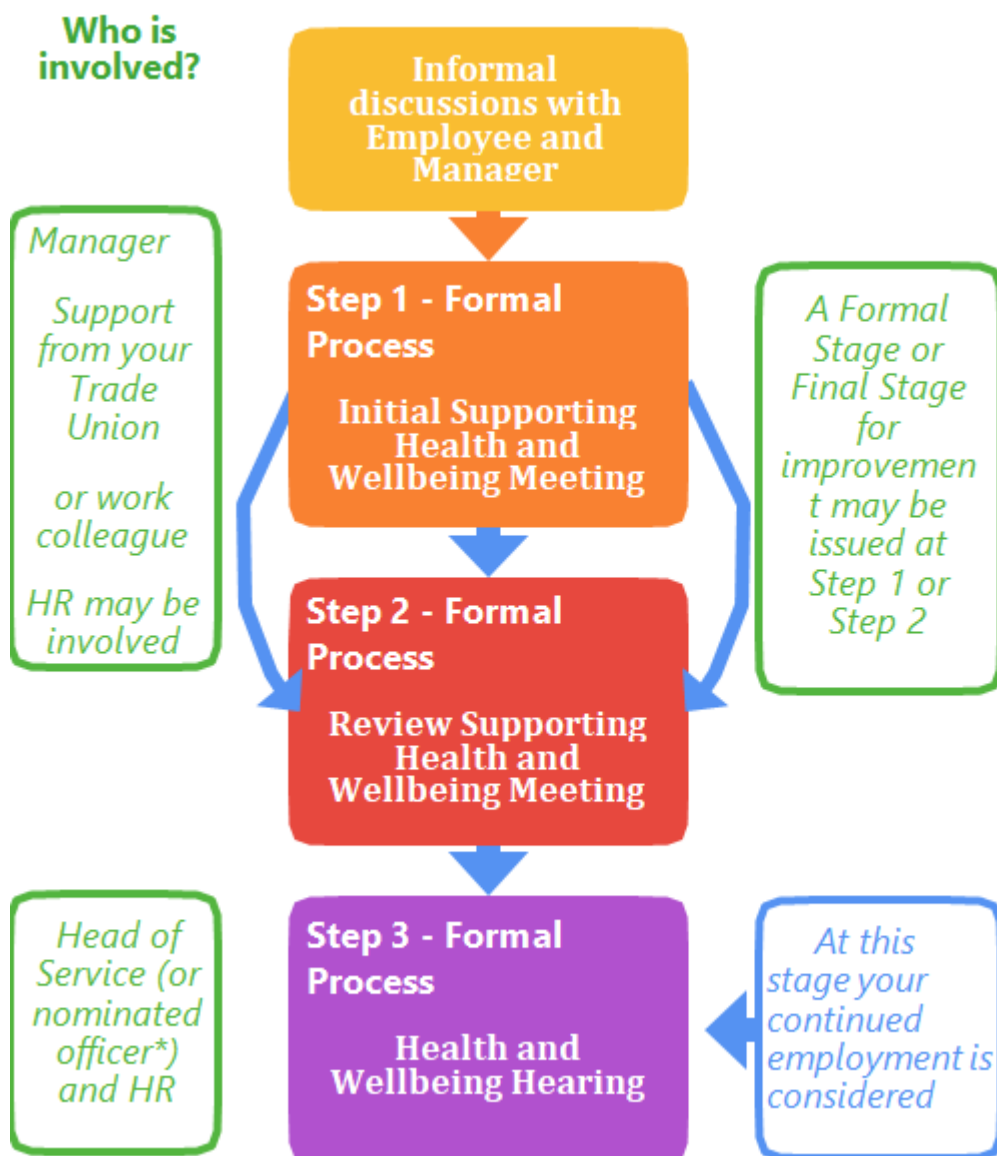 Who is
involved?
Informal
discussions with
Employee and
Manager
Manager
Support
from your
Trade
Union
or work
colleague
HR may be
involved
Step 1 - Formal
Process
Initial Supporting
Health and
Wellbeing Meeting
A Formal
Stage or
Final Stage
for
improvemen
t may be
issued at
Step 1 or
Step 2
Step 2 - Formal
Process
Review Supporting
Health and
Wellbeing Meeting
Head of
Service (or
nominated
officer*)
and HR
Step 3 - Formal
Process
Health and
Wellbeing Hearing
At this
stage your
continued
employment is
considered